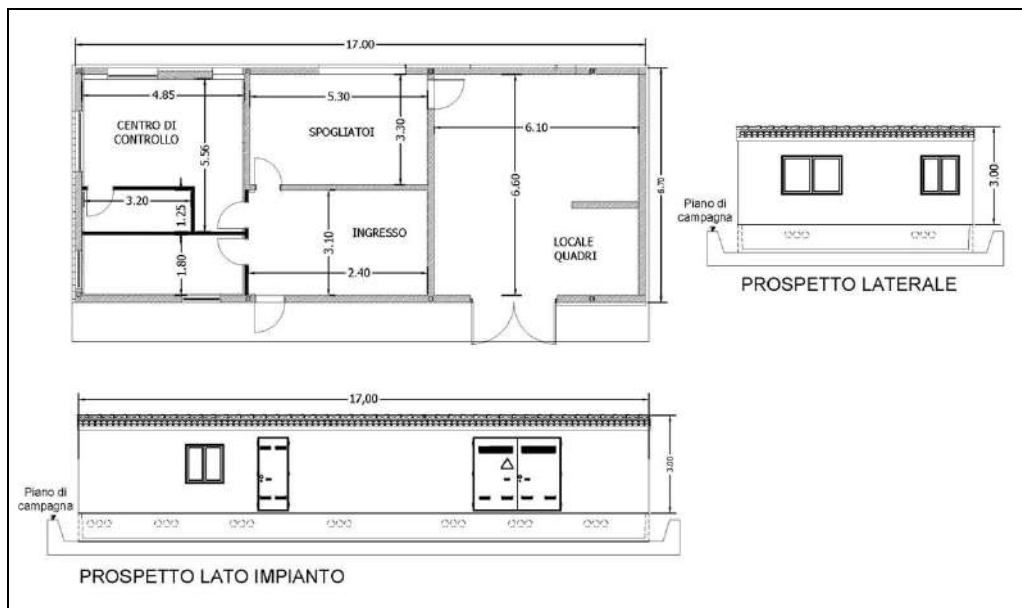 17.00
4.85
5.30
CENTRO DI
CONTROLLO
SPOGLIATOI
3.30
6.10
5.56
6.60
6.70
3.20
1.25
INGRESSO
3.10
LOCALE
QUADRI
1.80
2.40
3.00
Piano di
campagna
PROSPETTO LATERALE
17,00
3.00
Piano di
campagna
PROSPETTO LATO IMPIANTO